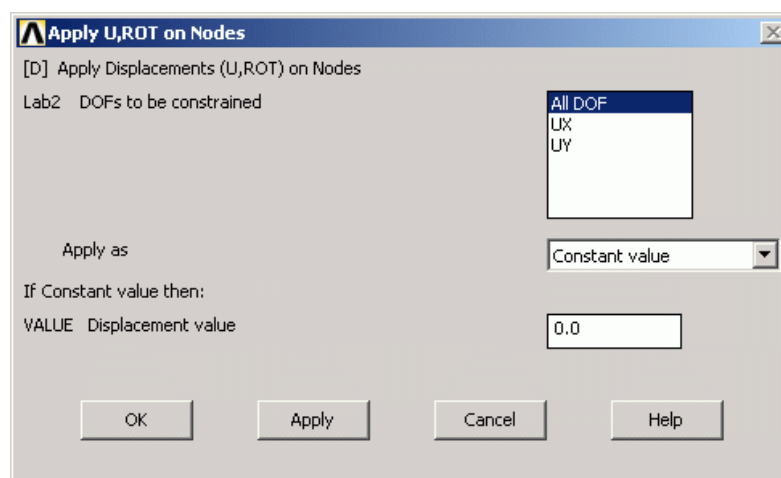 Apply U,ROT on Nodes
[D] Apply Displacements (U,ROT) on Nodes
Lab2 DOFs to be constrained
All DOF
UX
UY
Apply as
Constant value
If Constant value then:
VALUE Displacement value
0.0
OK Apply Cancel Help